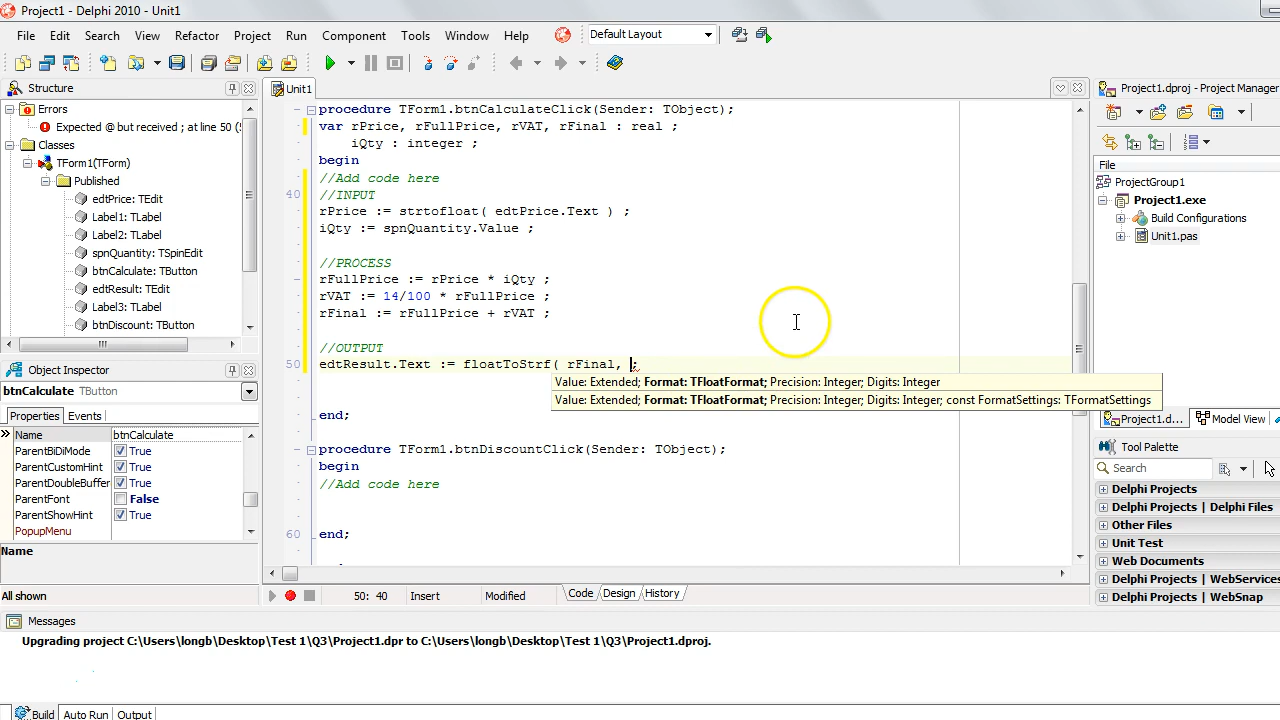 Project1 - Delphi 2010 - Unit1
File Edit Search View Refactor Project Run Component Tools Window Help Default Layout
Structure
Errors
Expected @ but received ; at line 50 (5
Classes
TForm1(TForm)
Published
edtPrice: TEdit
Label1: TLabel
Label2: TLabel
spnQuantity: TSpinEdit
btnCalculate: TButton
edtResult: TEdit
Label3: TLabel
btnDiscount: TButton
Object Inspector
btnCalculate TButton
Properties Events
Name btnCalculate
ParentBiDiMode True
ParentCustomHint True
ParentDoubleBuffer True
ParentFont False
ParentShowHint True
PopupMenu
Name
All shown
Unit1
procedure TForm1.btnCalculateClick(Sender: TObject);
var rPrice, rFullPrice, rVAT, rFinal : real ;
iQty : integer ;
begin
//Add code here
40 //INPUT
rPrice := strtofloat( edtPrice.Text ) ;
iQty := spnQuantity.Value ;
//PROCESS
rFullPrice := rPrice * iQty ;
rVAT := 14/100 * rFullPrice ;
rFinal := rFullPrice + rVAT ;
//OUTPUT
50 edtResult.Text := floatToStrf( rFinal, ;
Value: Extended; Format: TFloatFormat; Precision: Integer; Digits: Integer
Value: Extended; Format: TFloatFormat; Precision: Integer; Digits: Integer; const FormatSettings: TFormatSettings
end;
procedure TForm1.btnDiscountClick(Sender: TObject);
begin
//Add code here
60 end;
50: 40 Insert Modified Code Design History
Project1.dproj - Project Manager
File
ProjectGroup1
Project1.exe
Build Configurations
Unit1.pas
Project1.d... Model View
Tool Palette
Search
Delphi Projects
Delphi Projects | Delphi Files
Other Files
Unit Test
Web Documents
Delphi Projects | WebServices
Delphi Projects | WebSnap
Messages
Upgrading project C:\Users\longb\Desktop\Test 1\Q3\Project1.dpr to C:\Users\longb\Desktop\Test 1\Q3\Project1.dproj.
Build Auto Run Output